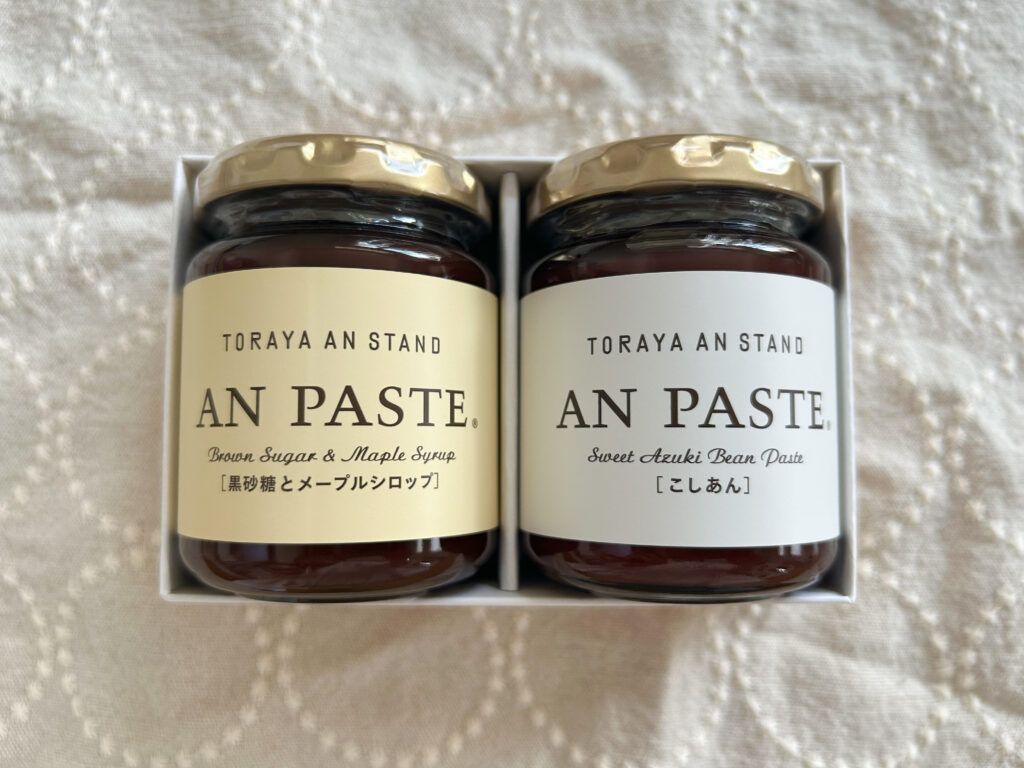 TORAYA AN STAND
AN PASTE®
Brown Sugar & Maple Syrup
[黒砂糖とメープルシロップ]
TORAYA AN STAND
AN PASTE®
Sweet Azuki Bean Paste
[こしあん]